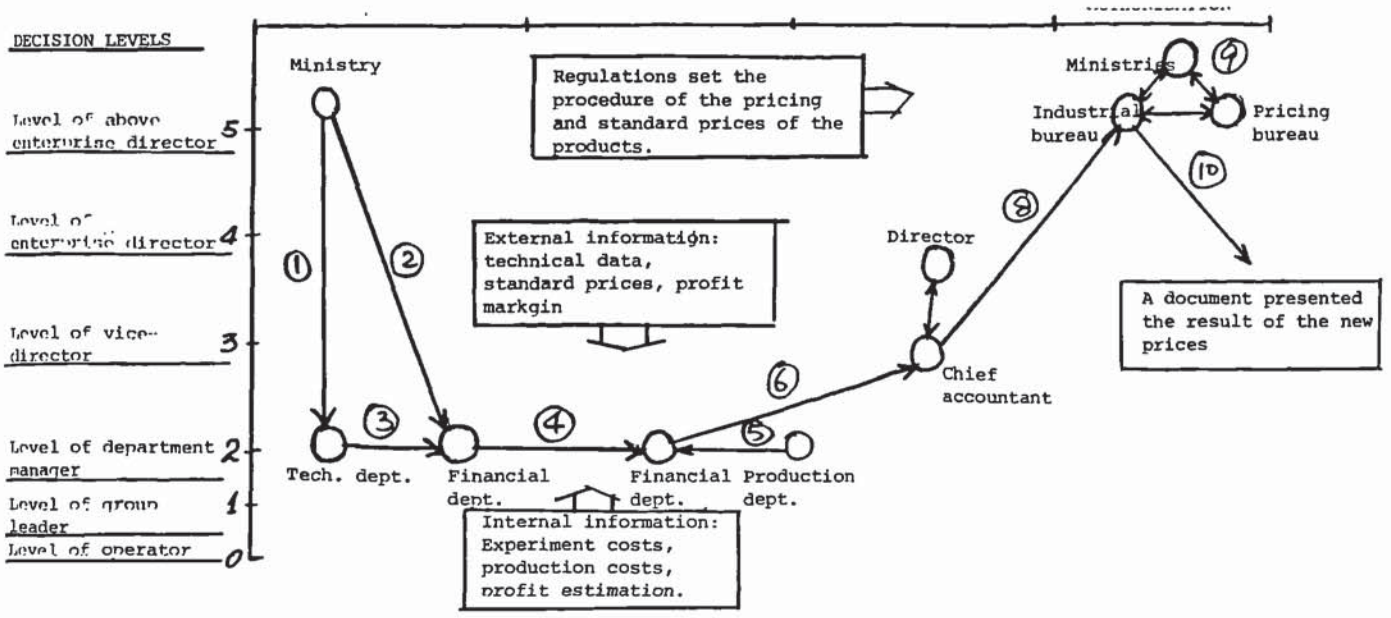 DECISION LEVELS
Level of above
enterprise director
5
Level of
enterprise director
4
Level of vice-
director
3
Level of department
manager
2
Level of group
leader
1
Level of operator
0
Ministry
1
2
Tech. dept.
3
Financial
dept.
4
Financial
dept.
5
Production
dept.
6
Regulations set the
procedure of the pricing
and standard prices of the
products.
External information:
technical data,
standard prices, profit
markgin
Internal information:
Experiment costs,
production costs,
profit estimation.
Director
Chief
accountant
8
Ministries
9
Industrial
bureau
Pricing
bureau
10
A document presented
the result of the new
prices